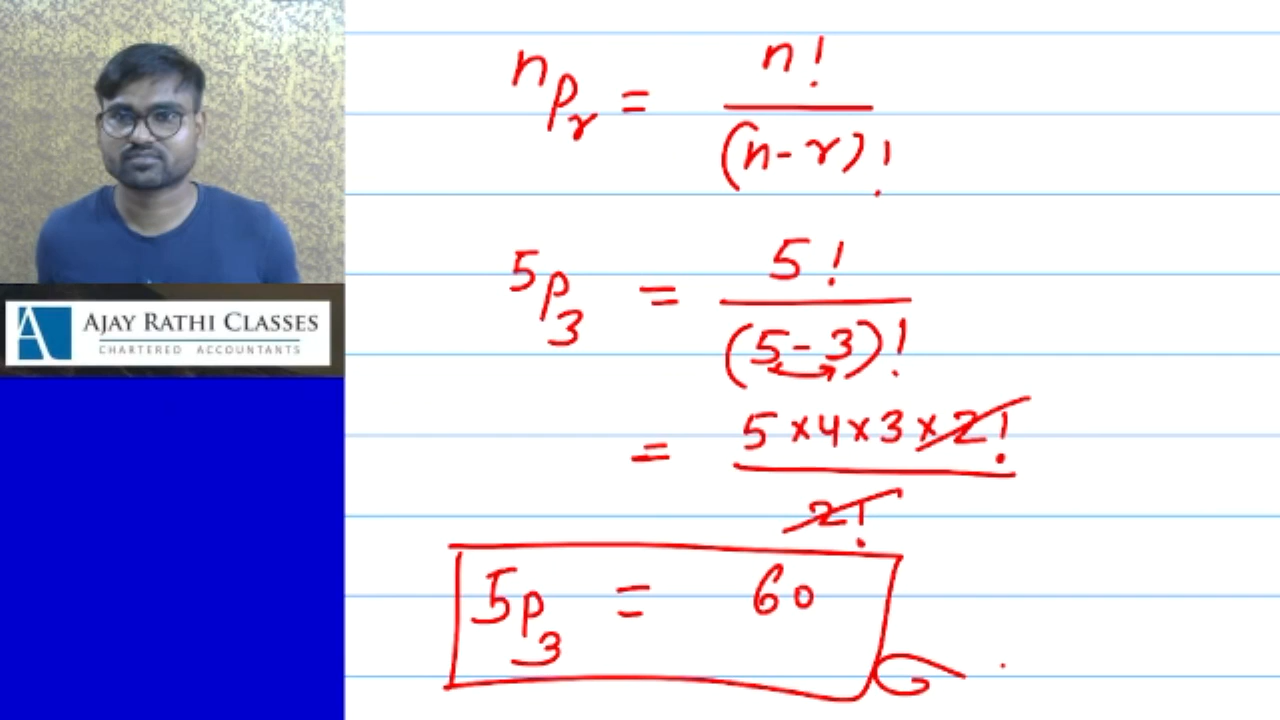 AJAY RATHI CLASSES
CHARTERED ACCOUNTANTS
nPr = n! / (n-r)!
5P3 = 5! / (5-3)!
= 5×4×3×2! / 2!
5P3 = 60